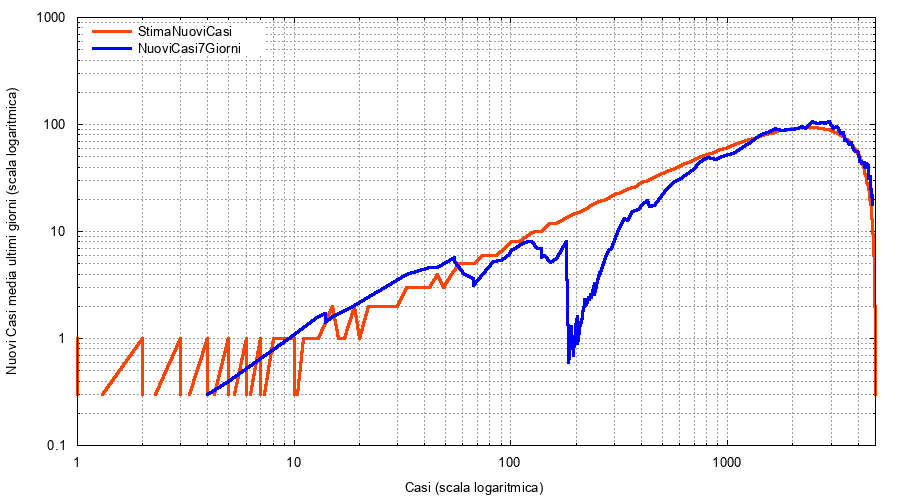 1000
100
10
1
0.1
StimaNuoviCasi
NuoviCasi7Giorni
Nuovi Casi media ultimi giorni (scala logaritmica)
1
10
100
1000
Casi (scala logaritmica)